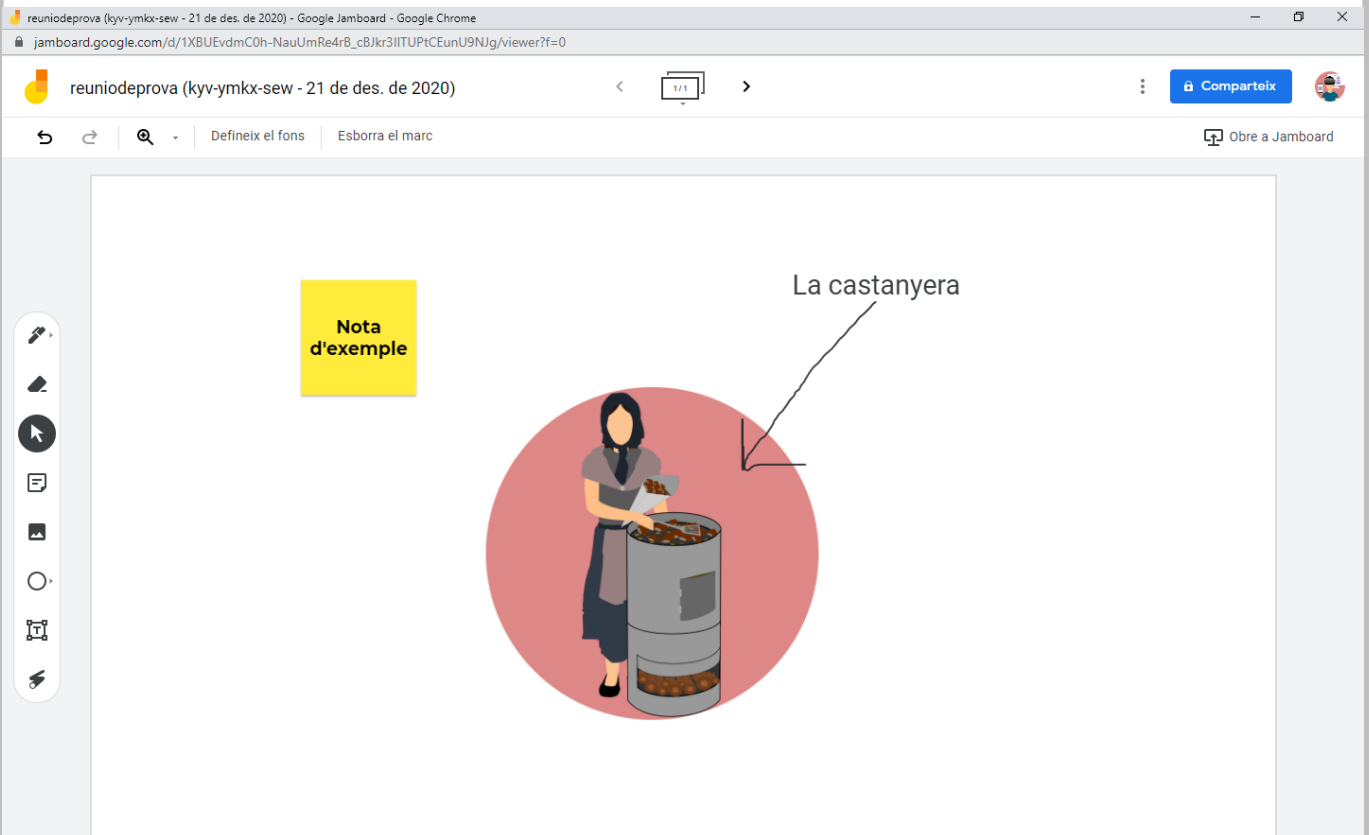 reuniodeprova (kyv-ymkx-sew - 21 de des. de 2020) - Google Jamboard - Google Chrome
jamboard.google.com/d/1XBUEvdmC0h-NauUmRe4rB_cBJkr3IlTUPtCEunU9NJg/viewer?f=0
reuniodeprova (kyv-ymkx-sew - 21 de des. de 2020)
1/1
Comparteix
Defineix el fons
Esborra el marc
Obre a Jamboard
La castanyera
Nota
d'exemple